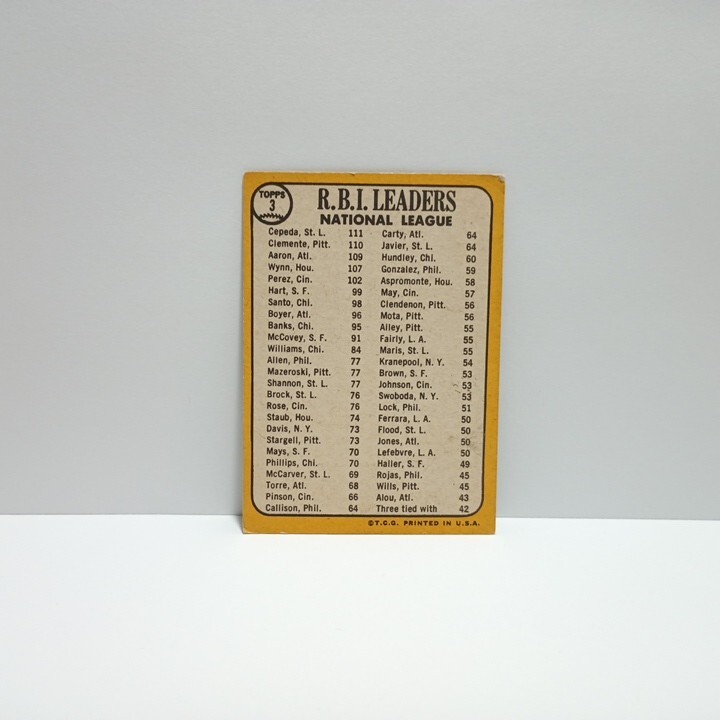 TOPPS
3
R.B.I. LEADERS
NATIONAL LEAGUE
Cepeda, St. L. 111
Clemente, Pitt. 110
Aaron, Atl. 109
Wynn, Hou. 107
Perez, Cin. 102
Hart, S. F. 99
Santo, Chi. 98
Boyer, Atl. 96
Banks, Chi. 95
McCovey, S. F. 91
Williams, Chi. 84
Allen, Phil. 77
Mazeroski, Pitt. 77
Shannon, St. L. 77
Brock, St. L. 76
Rose, Cin. 76
Staub, Hou. 74
Davis, N. Y. 73
Stargell, Pitt. 73
Mays, S. F. 70
Phillips, Chi. 70
McCarver, St. L. 69
Torre, Atl. 68
Pinson, Cin. 66
Callison, Phil. 64
Carty, Atl. 64
Javier, St. L. 64
Hundley, Chi. 60
Gonzalez, Phil. 59
Aspromonte, Hou. 58
May, Cin. 57
Clendenon, Pitt. 56
Mota, Pitt. 56
Alley, Pitt. 55
Fairly, L. A. 55
Maris, St. L. 55
Kranepool, N. Y. 54
Brown, S. F. 53
Johnson, Cin. 53
Swoboda, N. Y. 53
Lock, Phil. 51
Ferrara, L. A. 50
Flood, St. L. 50
Jones, Atl. 50
Lefebvre, L. A. 50
Haller, S. F. 49
Rojas, Phil. 45
Wills, Pitt. 45
Alou, Atl. 43
Three tied with 42
©T.C.G. PRINTED IN U.S.A.